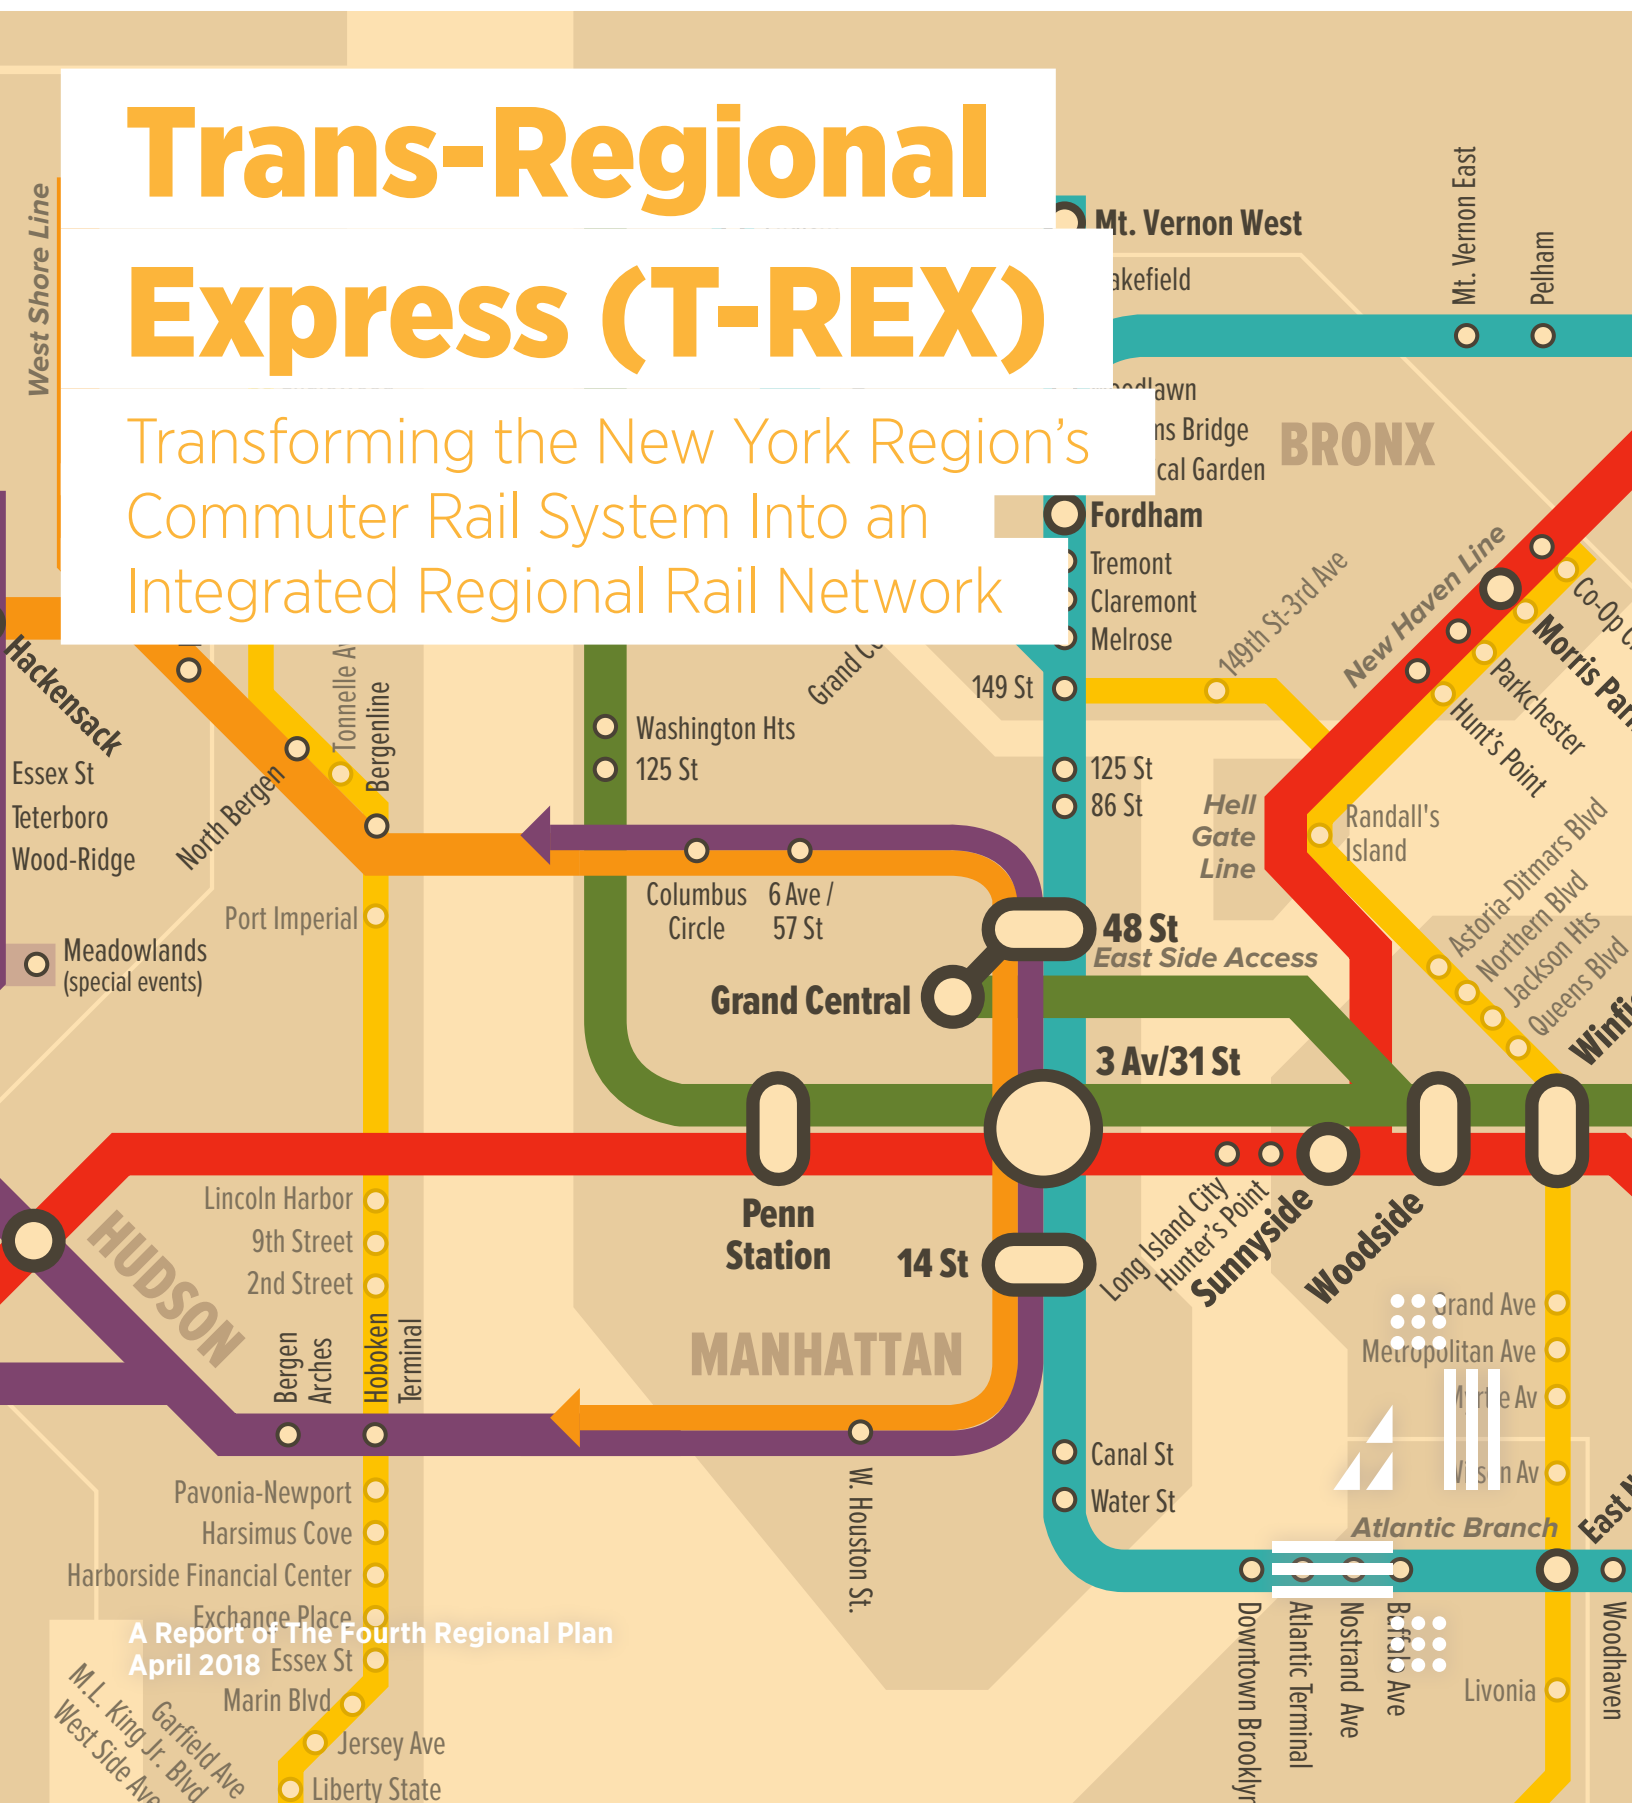 Trans-Regional
Express (T-REX)
Transforming the New York Region's
Commuter Rail System Into an
Integrated Regional Rail Network
West Shore Line
Mt. Vernon West
akefield
Mt. Vernon East
Pelham
BRONX
Fordham
Tremont
Claremont
Melrose
149 St
149th St-3rd Ave
New Haven Line
Morris Par
Parkchester
Hunt's Point
Hackensack
Essex St
Teterboro
Wood-Ridge
North Bergen
Bergenline
Washington Hts
125 St
125 St
86 St
Hell
Gate
Line
Randall's
Island
Astoria-Ditmars Blvd
Northern Blvd
Jackson Hts
Queens Blvd
Columbus
Circle
6 Ave /
57 St
48 St
East Side Access
Port Imperial
Meadowlands
(special events)
Grand Central
3 Av/31 St
Penn
Station
14 St
Long Island City
Hunter's Point
Sunnyside
Woodside
Lincoln Harbor
9th Street
2nd Street
HUDSON
Bergen
Arches
Hoboken
Terminal
MANHATTAN
Grand Ave
Metropolitan Ave
Myrtle Av
Canal St
Water St
Atlantic Branch
W. Houston St.
Pavonia-Newport
Harsimus Cove
Harborside Financial Center
Exchange Place
A Report of The Fourth Regional Plan
April 2018
Essex St
Marin Blvd
Jersey Ave
Liberty State
Garfield Ave
M.L. King Jr. Blvd
West Side Ave
Downtown Brooklyn
Atlantic Terminal
Nostrand Ave
Woodhaven
Livonia